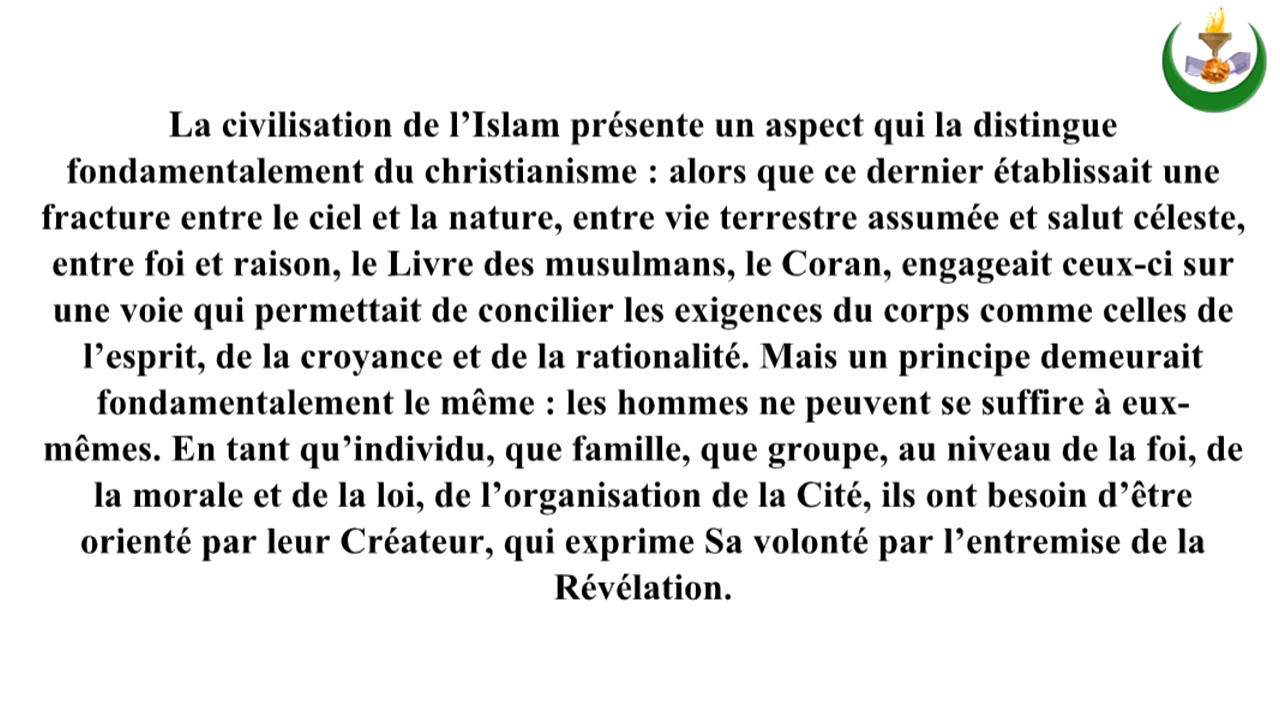 La civilisation de l’Islam présente un aspect qui la distingue
fondamentalement du christianisme : alors que ce dernier établissait une
fracture entre le ciel et la nature, entre vie terrestre assumée et salut céleste,
entre foi et raison, le Livre des musulmans, le Coran, engageait ceux-ci sur
une voie qui permettait de concilier les exigences du corps comme celles de
l’esprit, de la croyance et de la rationalité. Mais un principe demeurait
fondamentalement le même : les hommes ne peuvent se suffire à eux-
mêmes. En tant qu’individu, que famille, que groupe, au niveau de la foi, de
la morale et de la loi, de l’organisation de la Cité, ils ont besoin d’être
orienté par leur Créateur, qui exprime Sa volonté par l’entremise de la
Révélation.